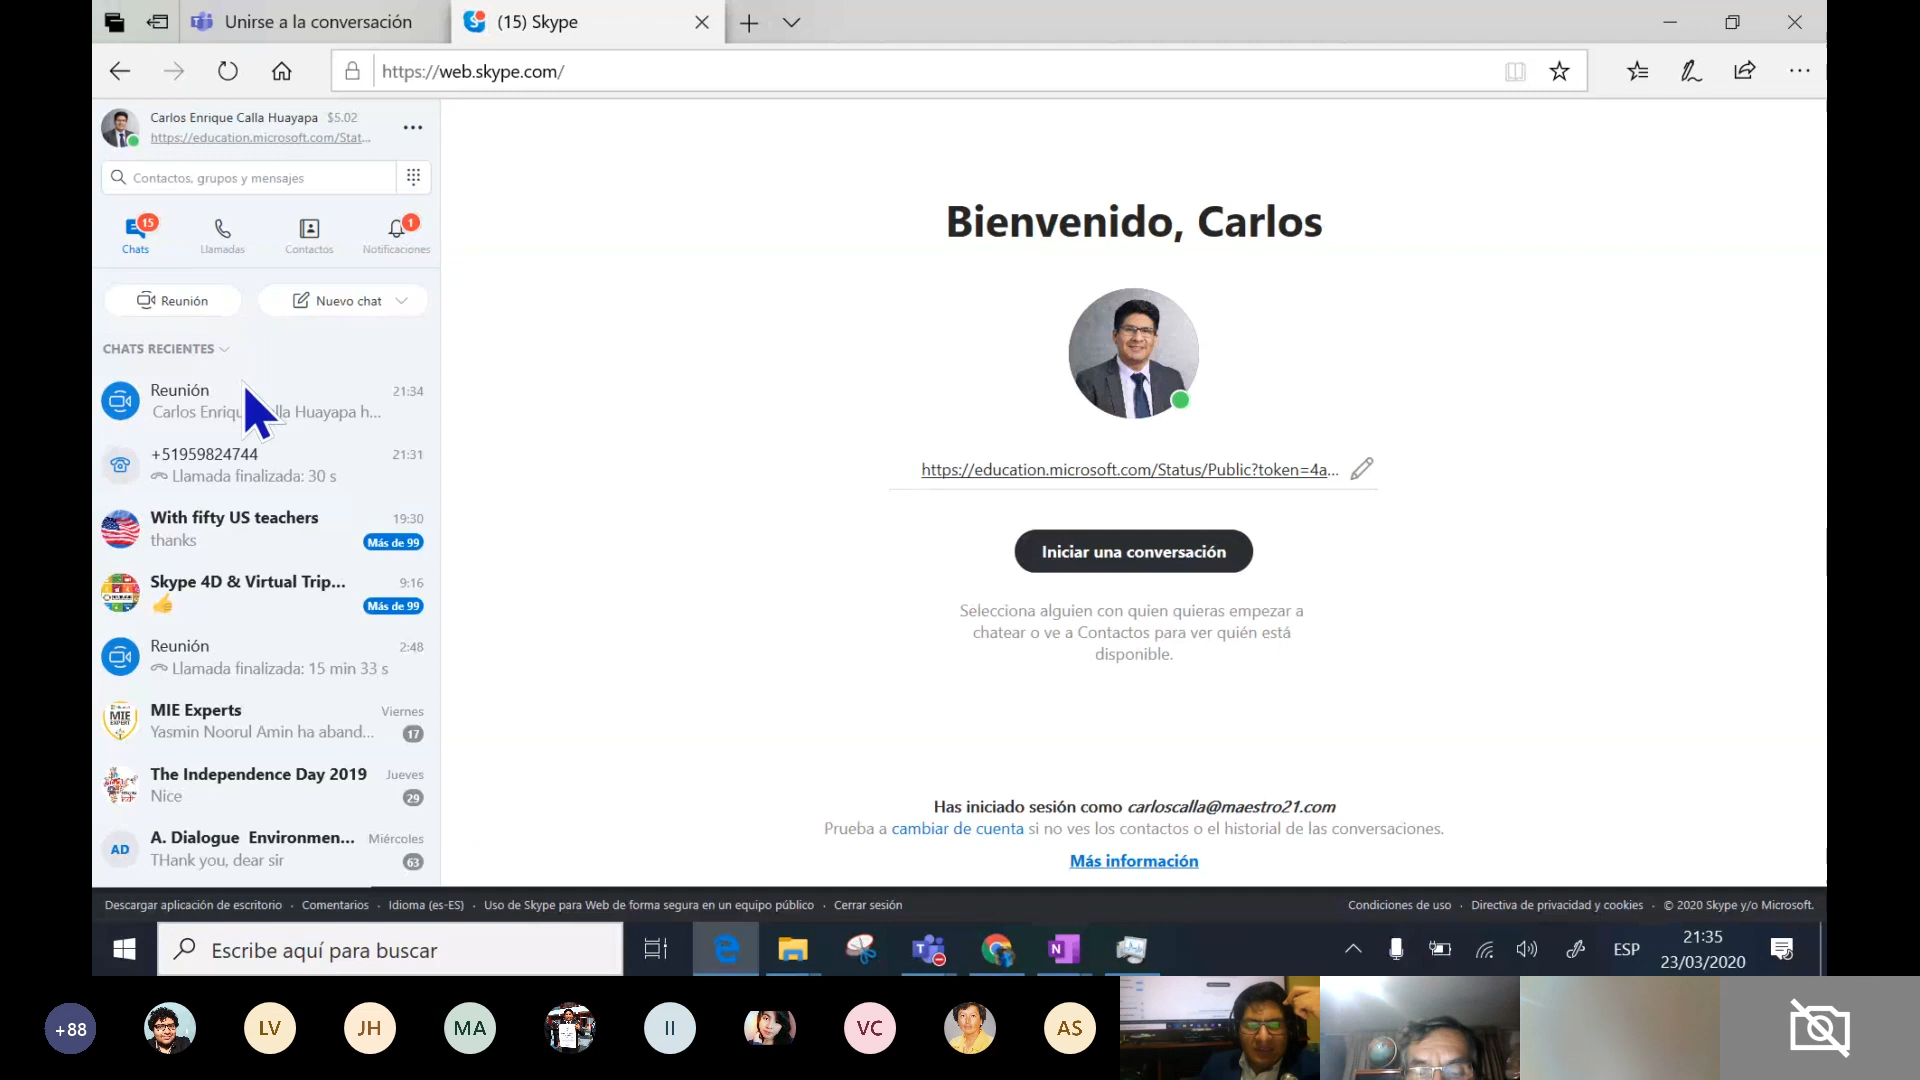 Unirse a la conversación
(15) Skype
https://web.skype.com/
Carlos Enrique Calla Huayapa $5.02
https://education.microsoft.com/Stat...
Contactos, grupos y mensajes
15
1
Chats
Llamadas
Contactos
Notificaciones
Reunión
Nuevo chat
CHATS RECIENTES
Reunión 21:34
Carlos Enriqu lla Huayapa h...
+51959824744 21:31
Llamada finalizada: 30 s
With fifty US teachers 19:30
thanks Más de 99
Skype 4D & Virtual Trip... 9:16
Más de 99
Reunión 2:48
Llamada finalizada: 15 min 33 s
MIE Experts Viernes
Yasmin Noorul Amin ha aband... 17
MIE
EXPERT
The Independence Day 2019 Jueves
Nice 29
A. Dialogue Environmen... Miércoles
AD
THank you, dear sir 63
Bienvenido, Carlos
https://education.microsoft.com/Status/Public?token=4a...
Iniciar una conversación
Selecciona alguien con quien quieras empezar a
chatear o ve a Contactos para ver quién está
disponible.
Has iniciado sesión como carloscalla@maestro21.com
Prueba a cambiar de cuenta si no ves los contactos o el historial de las conversaciones.
Más información
Descargar aplicación de escritorio · Comentarios · Idioma (es-ES) · Uso de Skype para Web de forma segura en un equipo público · Cerrar sesión
Condiciones de uso · Directiva de privacidad y cookies · © 2020 Skype y/o Microsoft.
Escribe aquí para buscar
ESP
21:35
23/03/2020
+88
LV
JH
MA
II
VC
AS